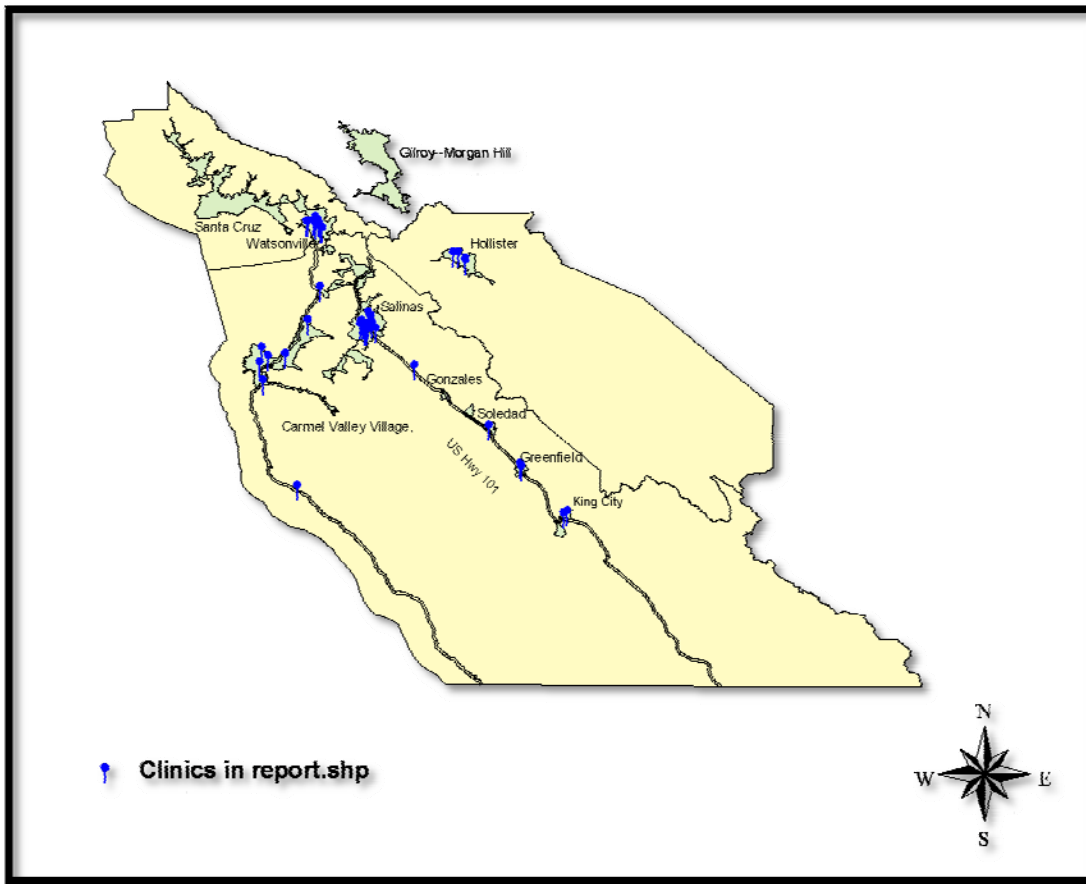 Gilroy--Morgan Hill
Santa Cruz
Watsonville
Hollister
Salinas
Gonzales
Carmel Valley Village,
Soledad
US Hwy 101
Greenfield
King City
Clinics in report.shp
N
W
E
S